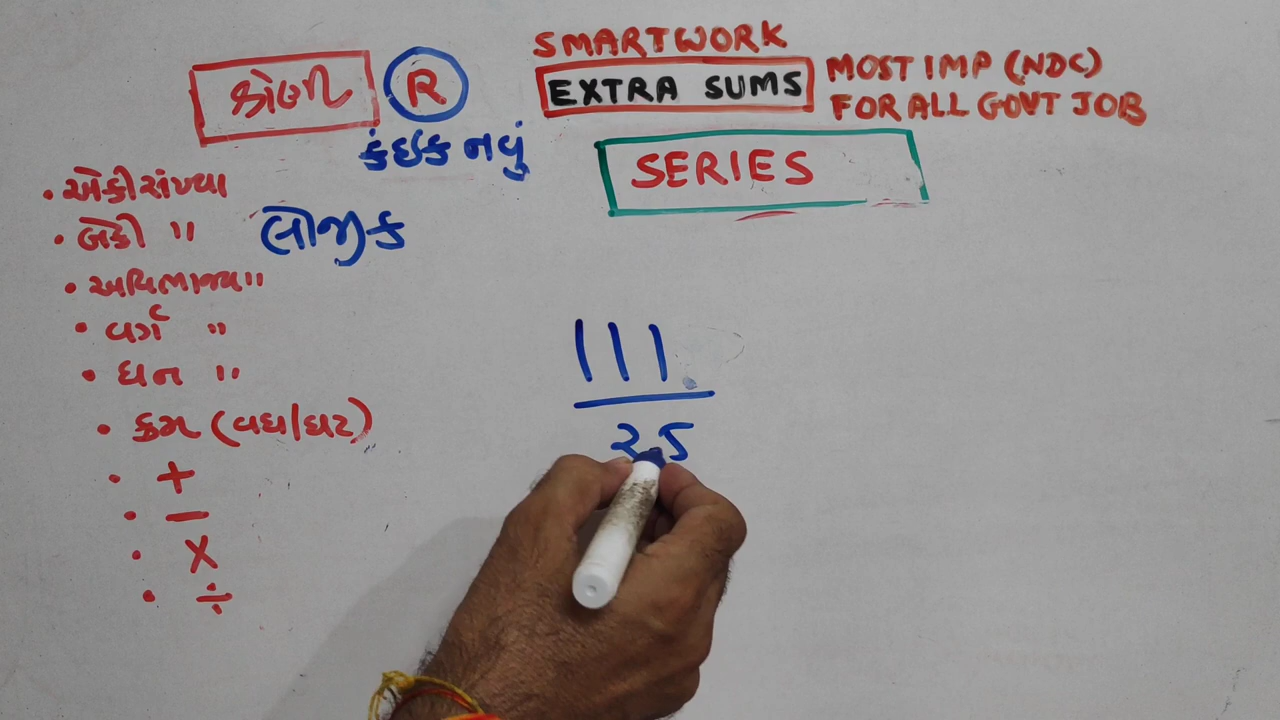 SMARTWORK
શ્રેણી R EXTRA SUMS MOST IMP (NDC)
FOR ALL GOVT JOB
કંઇક નવું
SERIES
• એકી સંખ્યા
• બેકી "
લોજીક
• અવિભાજ્ય "
• વર્ગ "
• ઘન "
• ક્રમ (વધ/ઘટ)
• +
• −
• ×
• ÷
111
25